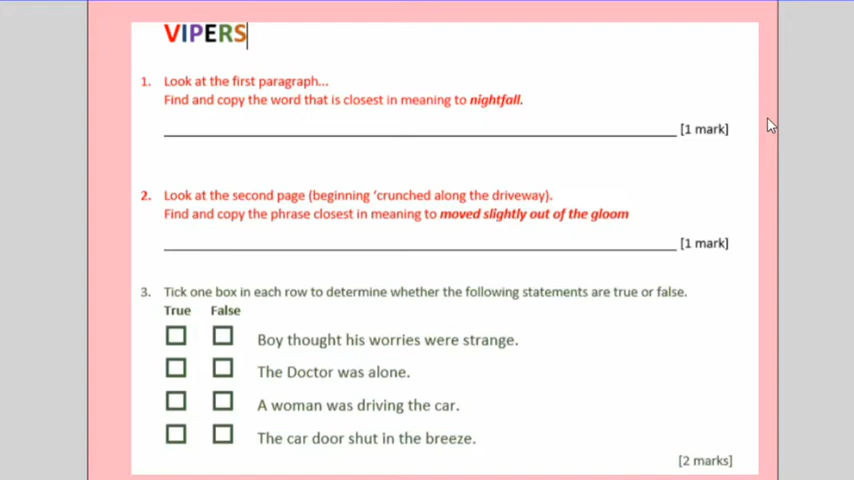 VIPERS
1. Look at the first paragraph...
Find and copy the word that is closest in meaning to nightfall.
[1 mark]
2. Look at the second page (beginning ‘crunched along the driveway).
Find and copy the phrase closest in meaning to moved slightly out of the gloom
[1 mark]
3. Tick one box in each row to determine whether the following statements are true or false.
True False
Boy thought his worries were strange.
The Doctor was alone.
A woman was driving the car.
The car door shut in the breeze.
[2 marks]